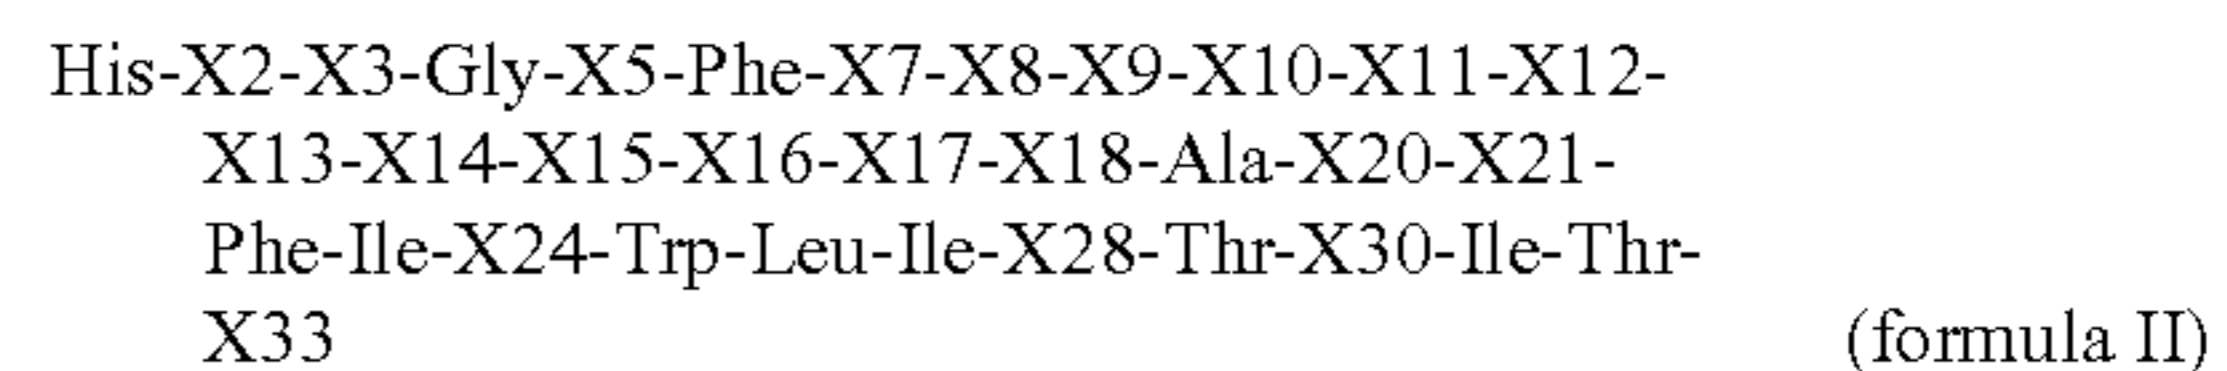 His-X2-X3-Gly-X5-Phe-X7-X8-X9-X10-X11-X12-
X13-X14-X15-X16-X17-X18-Ala-X20-X21-
Phe-Ile-X24-Trp-Leu-Ile-X28-Thr-X30-Ile-Thr-
X33 (formula II)